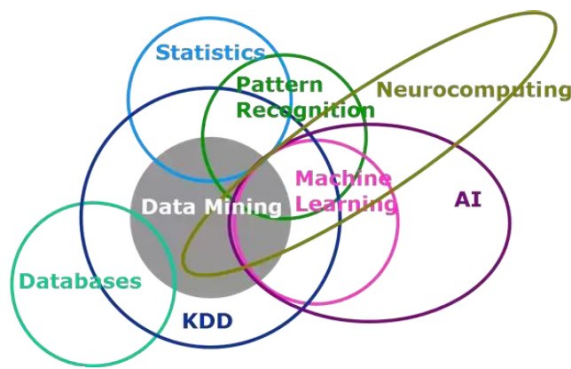 Statistics
Pattern
Recognition
Neurocomputing
Machine
Learning
AI
Data Mining
Databases
KDD